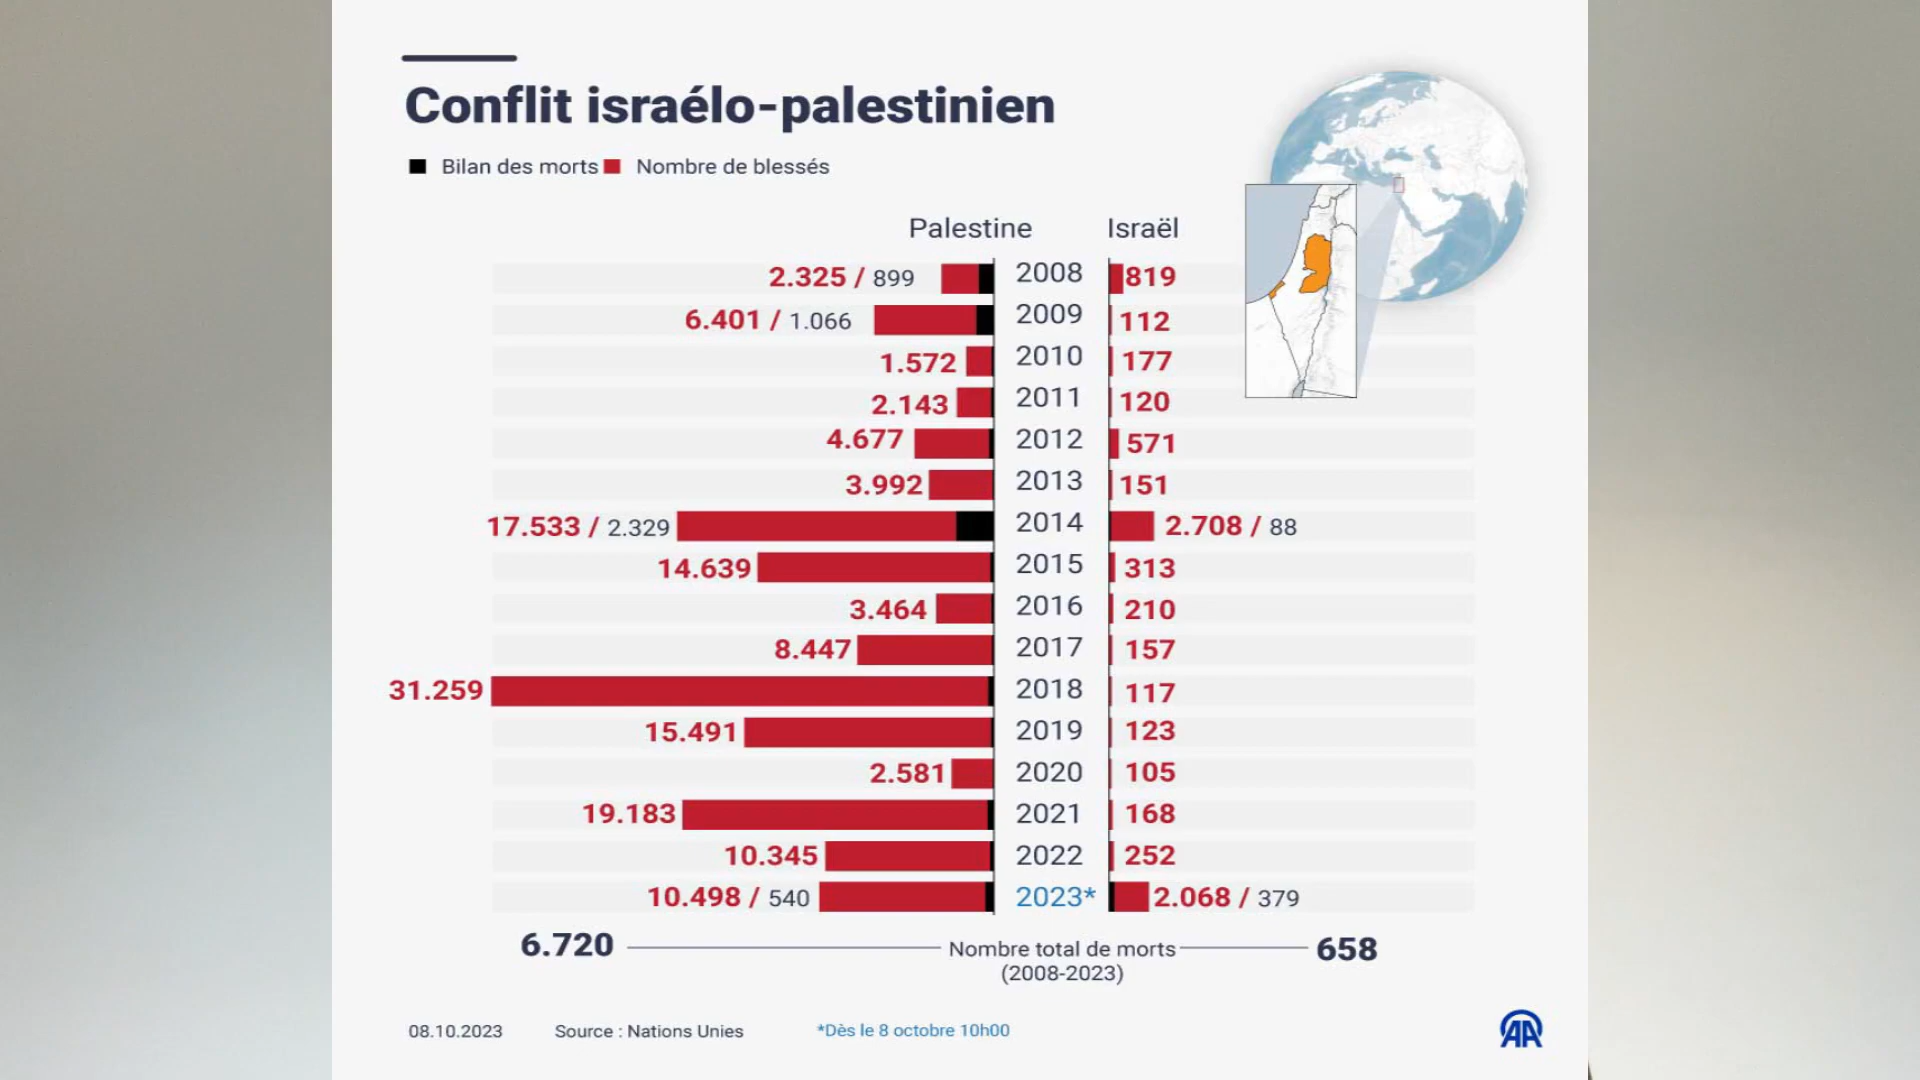 Conflit israélo-palestinien
Bilan des morts Nombre de blessés
Palestine Israël
2.325 / 899 2008 819
6.401 / 1.066 2009 112
1.572 2010 177
2.143 2011 120
4.677 2012 571
3.992 2013 151
17.533 / 2.329 2014 2.708 / 88
14.639 2015 313
3.464 2016 210
8.447 2017 157
31.259 2018 117
15.491 2019 123
2.581 2020 105
19.183 2021 168
10.345 2022 252
10.498 / 540 2023* 2.068 / 379
6.720 Nombre total de morts 658
(2008-2023)
08.10.2023 Source : Nations Unies *Dès le 8 octobre 10h00
AA